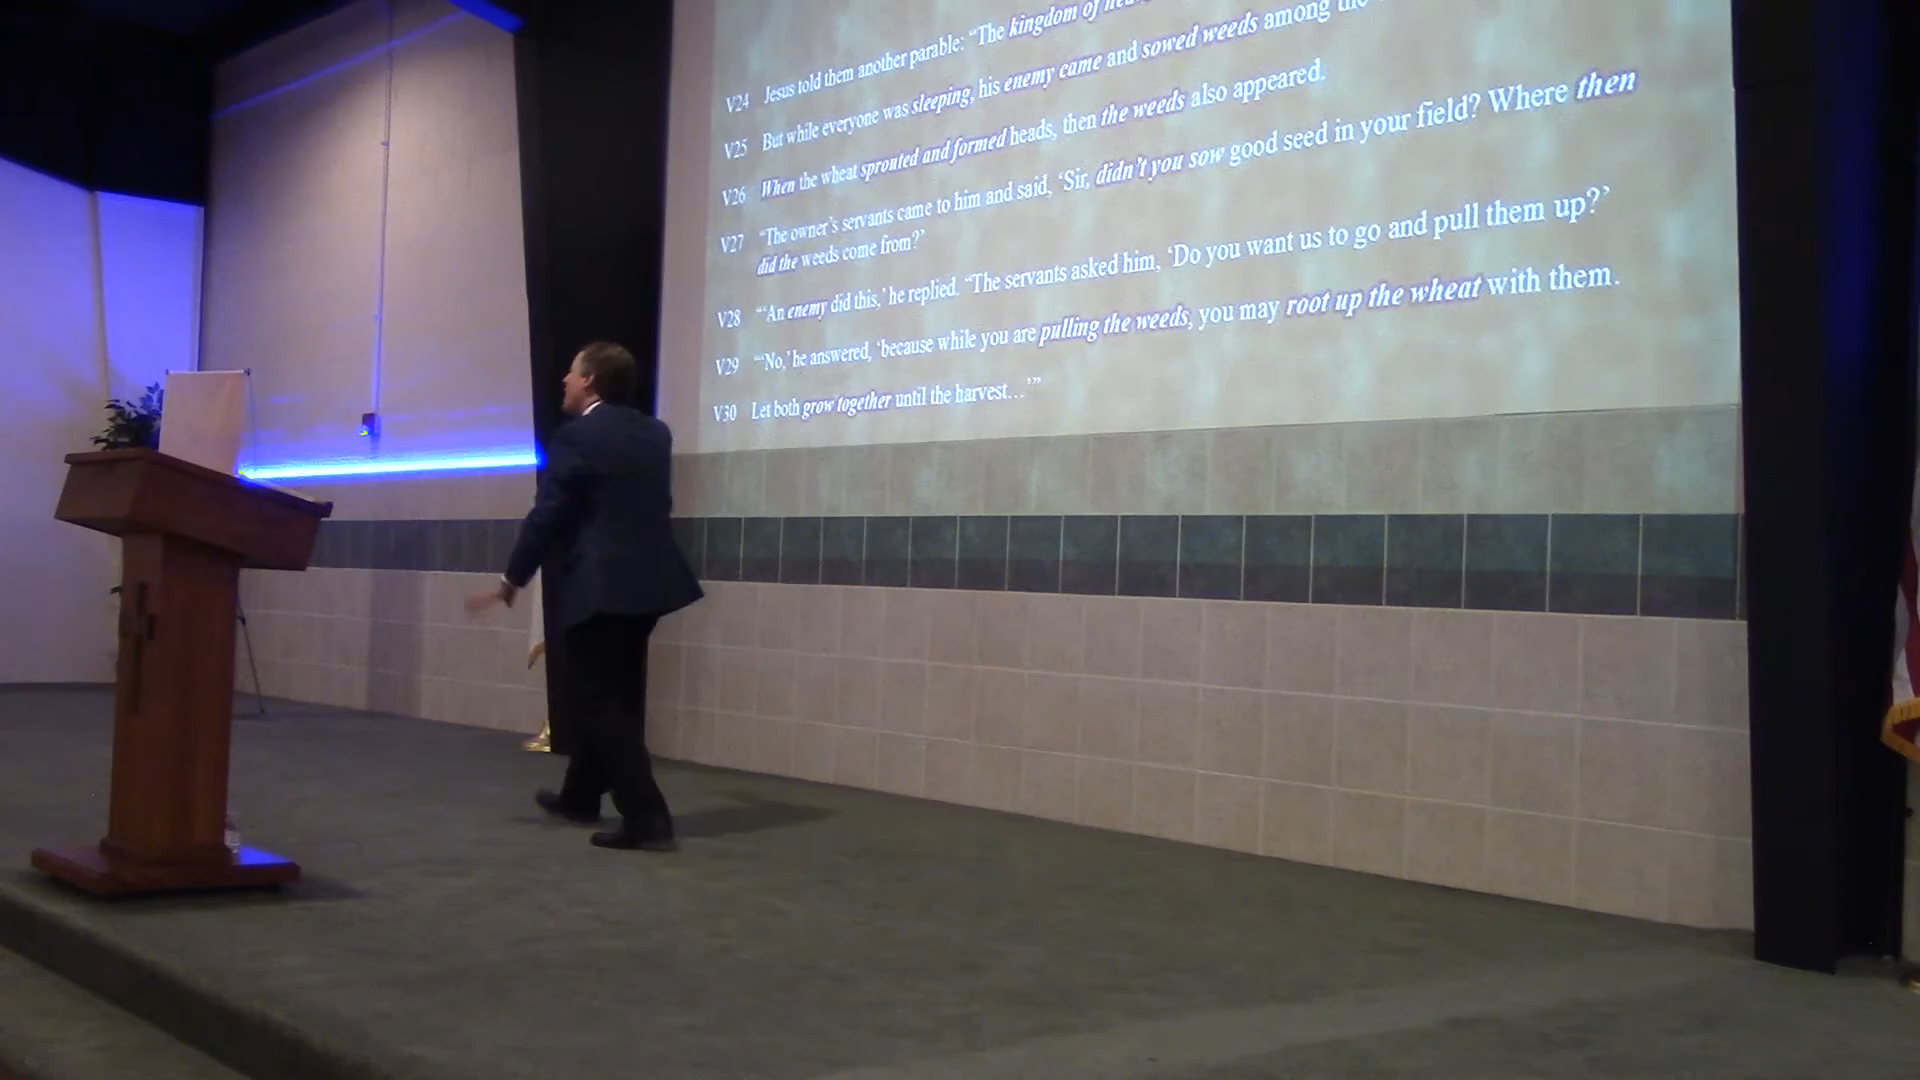 V24 Jesus told them another parable: “The kingdom of
V25 But while everyone was sleeping, his enemy came and sowed weeds among the
V26 When the wheat sprouted and formed heads, then the weeds also appeared.
V27 “The owner’s servants came to him and said, ‘Sir, didn’t you sow good seed in your field? Where then
did the weeds come from?’
V28 “‘An enemy did this,’ he replied. “The servants asked him, ‘Do you want us to go and pull them up?’
V29 “‘No,’ he answered, ‘because while you are pulling the weeds, you may root up the wheat with them.
V30 Let both grow together until the harvest…’”